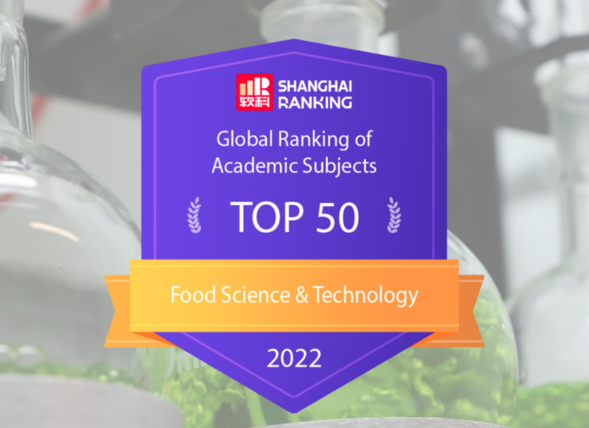 软科
SHANGHAI
RANKING
Global Ranking of
Academic Subjects
TOP 50
Food Science & Technology
2022